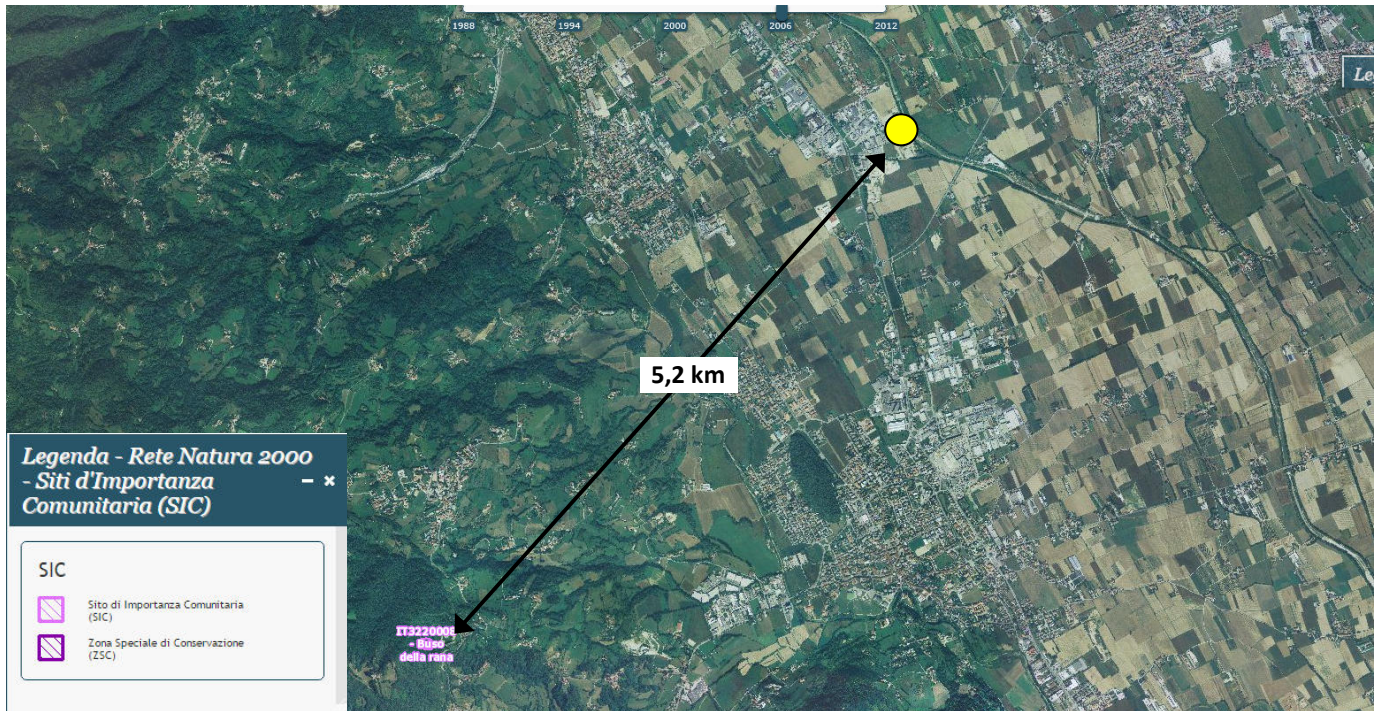 1988 1994 2000 2006 2012
Le
5,2 km
Legenda - Rete Natura 2000
- Siti d'Importanza
Comunitaria (SIC)
SIC
Sito di Importanza Comunitaria
(SIC)
Zona Speciale di Conservazione
(ZSC)
IT3220008
- Buso
della rana